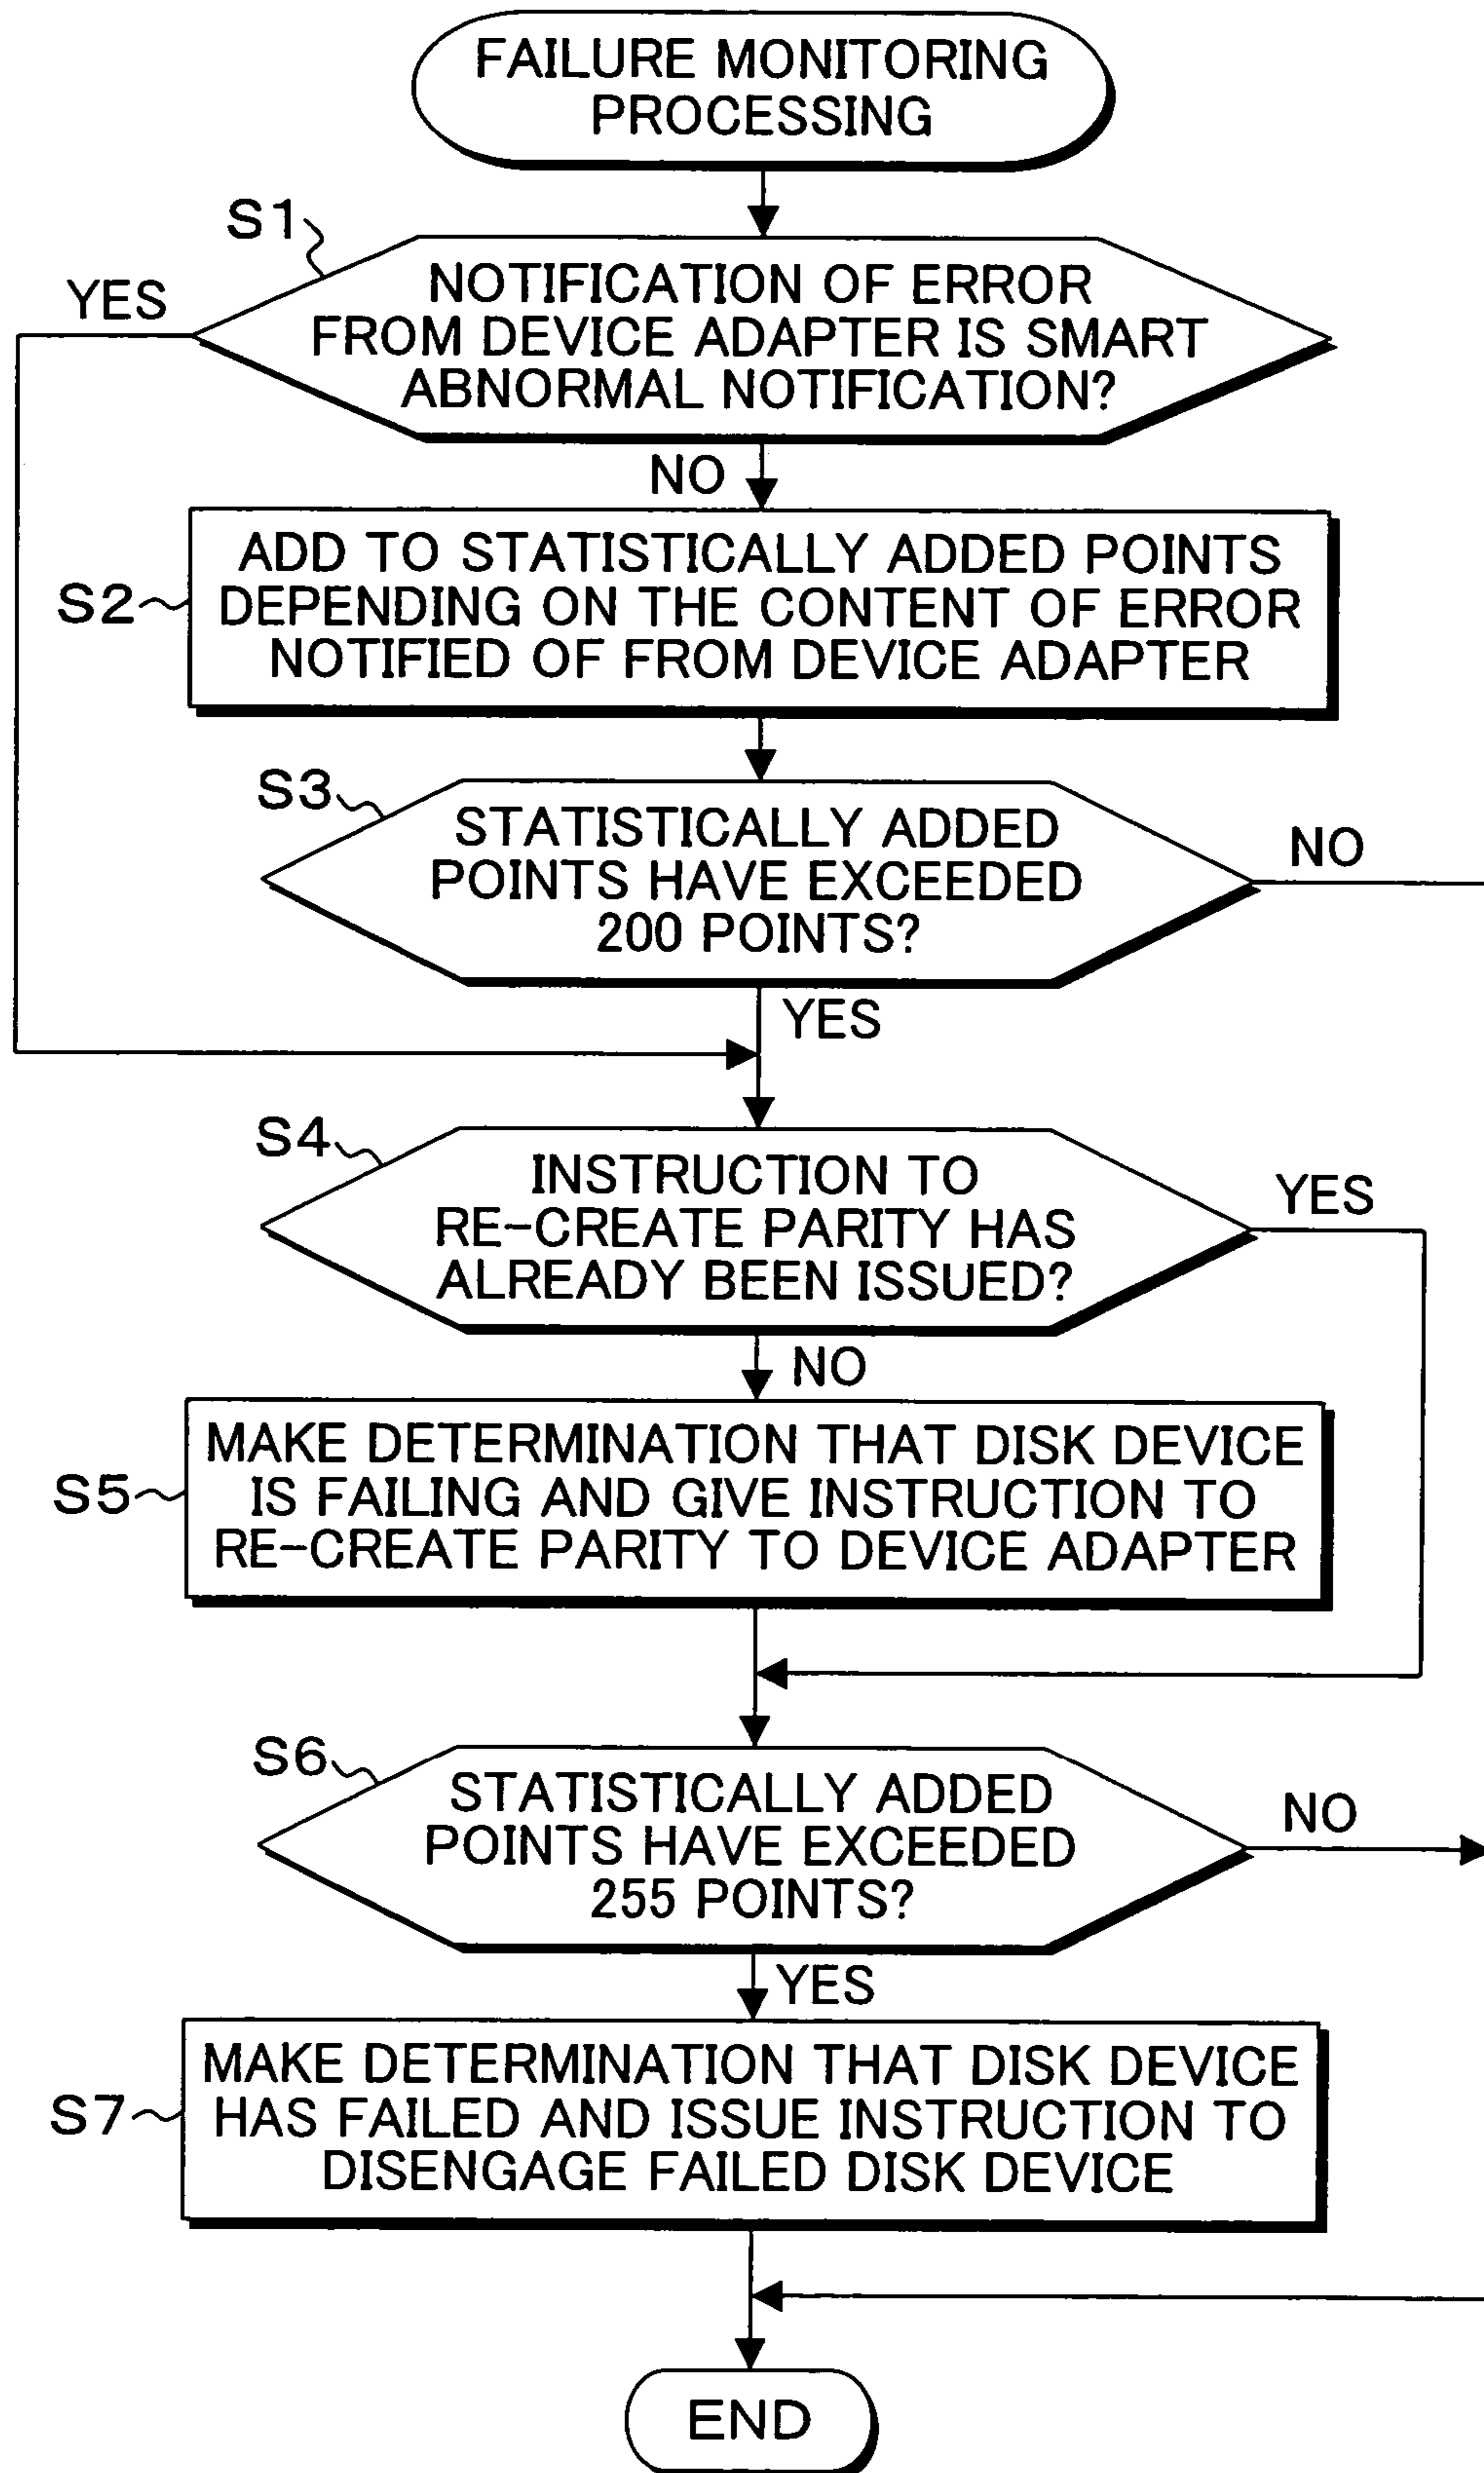 FAILURE MONITORING
PROCESSING
S1
YES
NOTIFICATION OF ERROR
FROM DEVICE ADAPTER IS SMART
ABNORMAL NOTIFICATION?
NO
S2
ADD TO STATISTICALLY ADDED POINTS
DEPENDING ON THE CONTENT OF ERROR
NOTIFIED OF FROM DEVICE ADAPTER
S3
STATISTICALLY ADDED
POINTS HAVE EXCEEDED
200 POINTS?
NO
YES
S4
INSTRUCTION TO
RE-CREATE PARITY HAS
ALREADY BEEN ISSUED?
YES
NO
S5
MAKE DETERMINATION THAT DISK DEVICE
IS FAILING AND GIVE INSTRUCTION TO
RE-CREATE PARITY TO DEVICE ADAPTER
S6
STATISTICALLY ADDED
POINTS HAVE EXCEEDED
255 POINTS?
NO
YES
S7
MAKE DETERMINATION THAT DISK DEVICE
HAS FAILED AND ISSUE INSTRUCTION TO
DISENGAGE FAILED DISK DEVICE
END